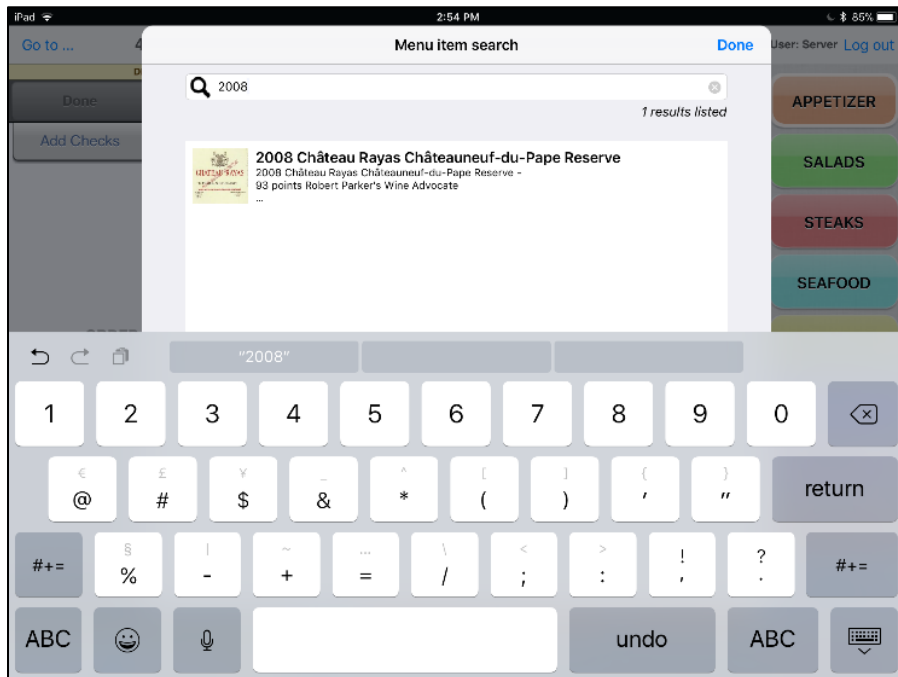 iPad 2:54 PM 85%
Go to ... 4 Menu item search Done User: Server Log out
Done
Add Checks
2008
1 results listed
CHATEAU RAYAS
2008 Château Rayas Châteauneuf-du-Pape Reserve
2008 Château Rayas Châteauneuf-du-Pape Reserve –
93 points Robert Parker's Wine Advocate
...
APPETIZER
SALADS
STEAKS
SEAFOOD
"2008"
1 2 3 4 5 6 7 8 9 0
€ £ ¥ _ ^ [ ] { }
@ # $ & * ( ) ' " return
§ | ~ … \ < > ! ?
#+= % - + = / ; : , . #+=
ABC undo ABC